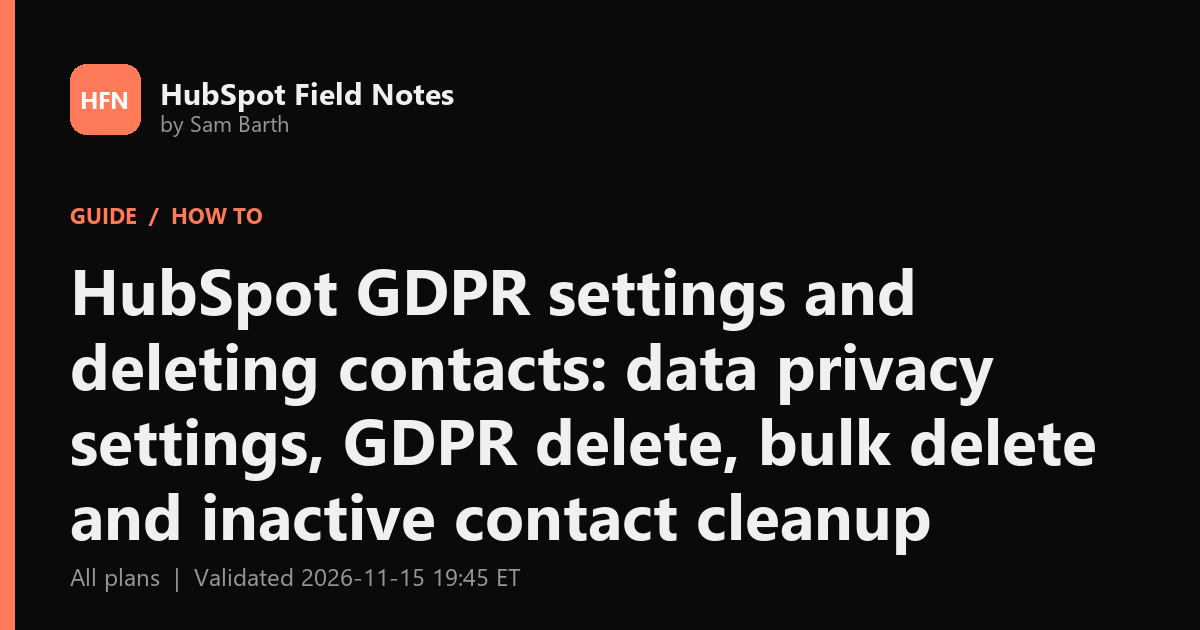 HFN
HubSpot Field Notes
by Sam Barth
GUIDE / HOW TO
HubSpot GDPR settings and
deleting contacts: data privacy
settings, GDPR delete, bulk delete
and inactive contact cleanup
All plans | Validated 2026-11-15 19:45 ET